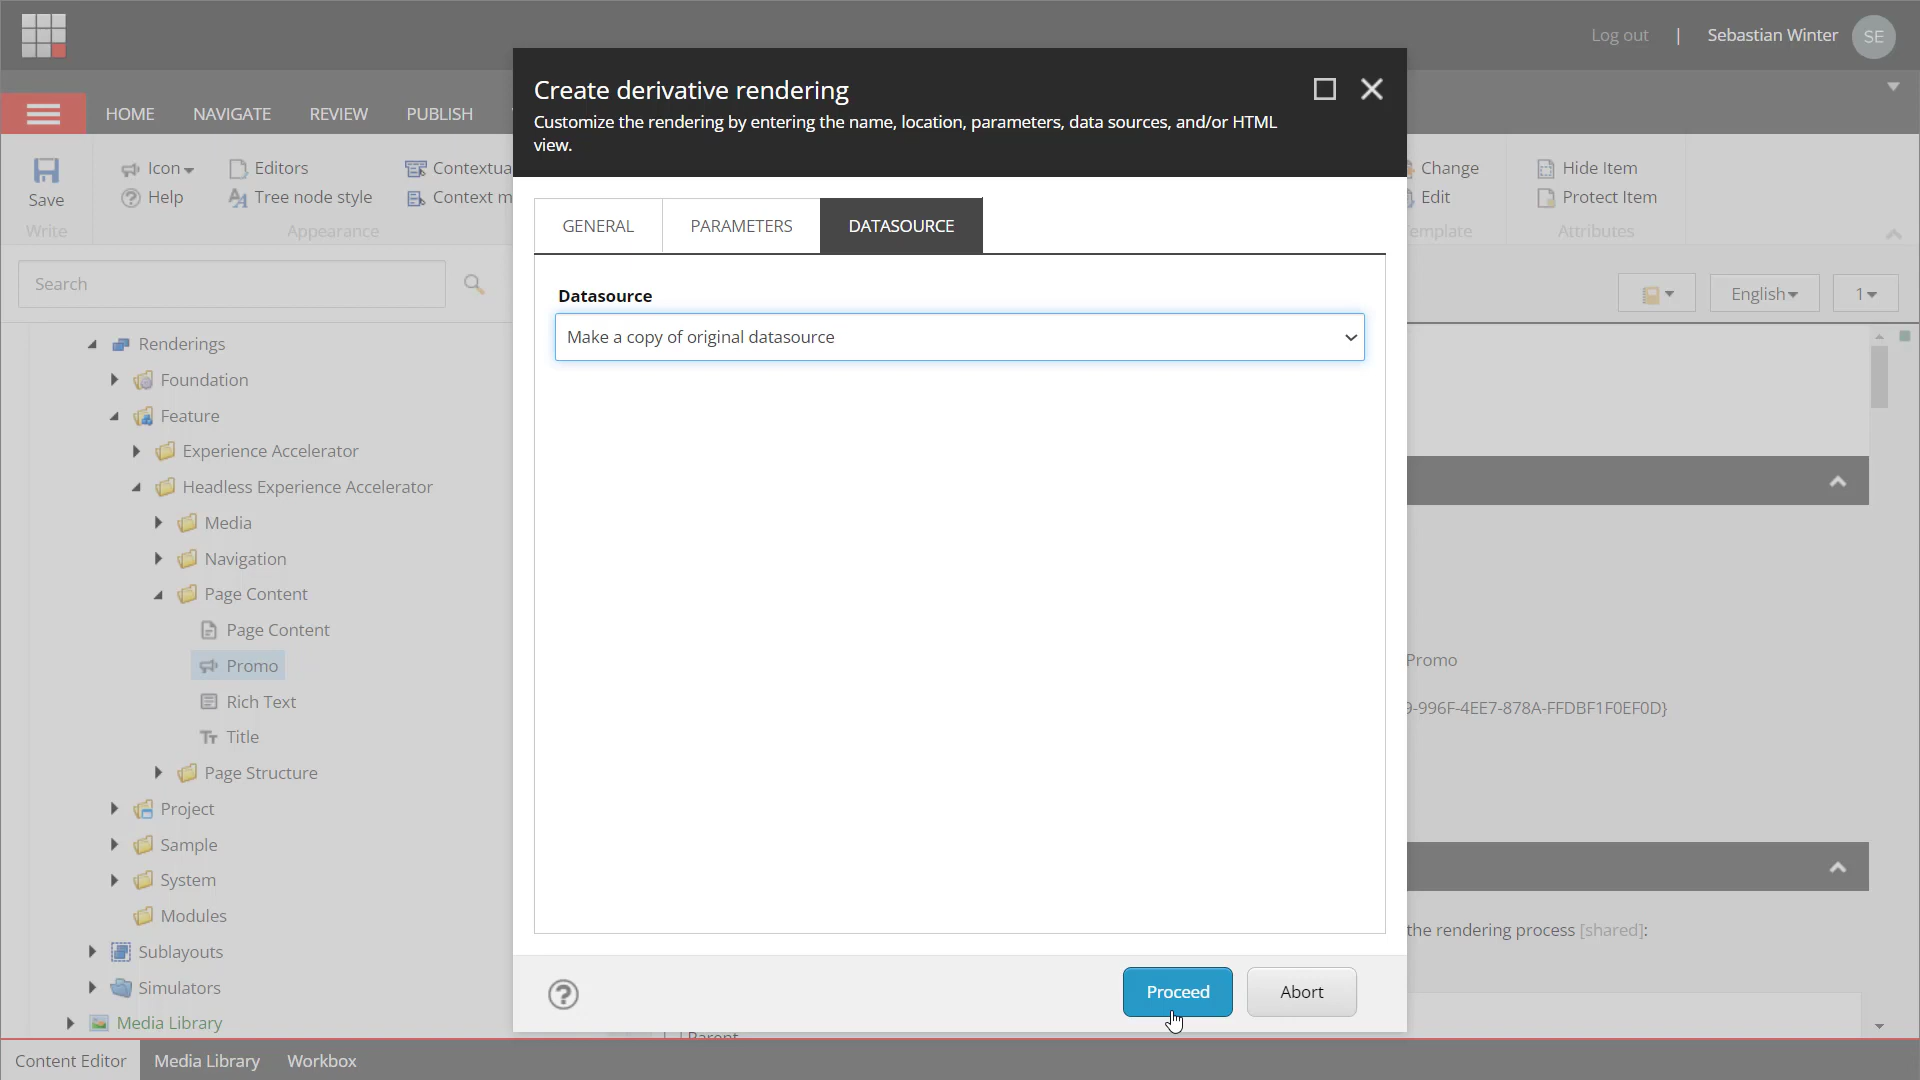 Log out | Sebastian Winter SE
HOME NAVIGATE REVIEW PUBLISH
Save
Write
Icon
Help
Editors
Tree node style
Appearance
Contextua
Context m
Change
Edit
emplate
Hide Item
Protect Item
Attributes
Search
English
1
Renderings
Foundation
Feature
Experience Accelerator
Headless Experience Accelerator
Media
Navigation
Page Content
Page Content
Promo
Rich Text
Title
Page Structure
Project
Sample
System
Modules
Sublayouts
Simulators
Media Library
Create derivative rendering
Customize the rendering by entering the name, location, parameters, data sources, and/or HTML
view.
GENERAL PARAMETERS DATASOURCE
Datasource
Make a copy of original datasource
Proceed Abort
Promo
-996F-4EE7-878A-FFDBF1F0EF0D}
the rendering process [shared]:
Content Editor Media Library Workbox